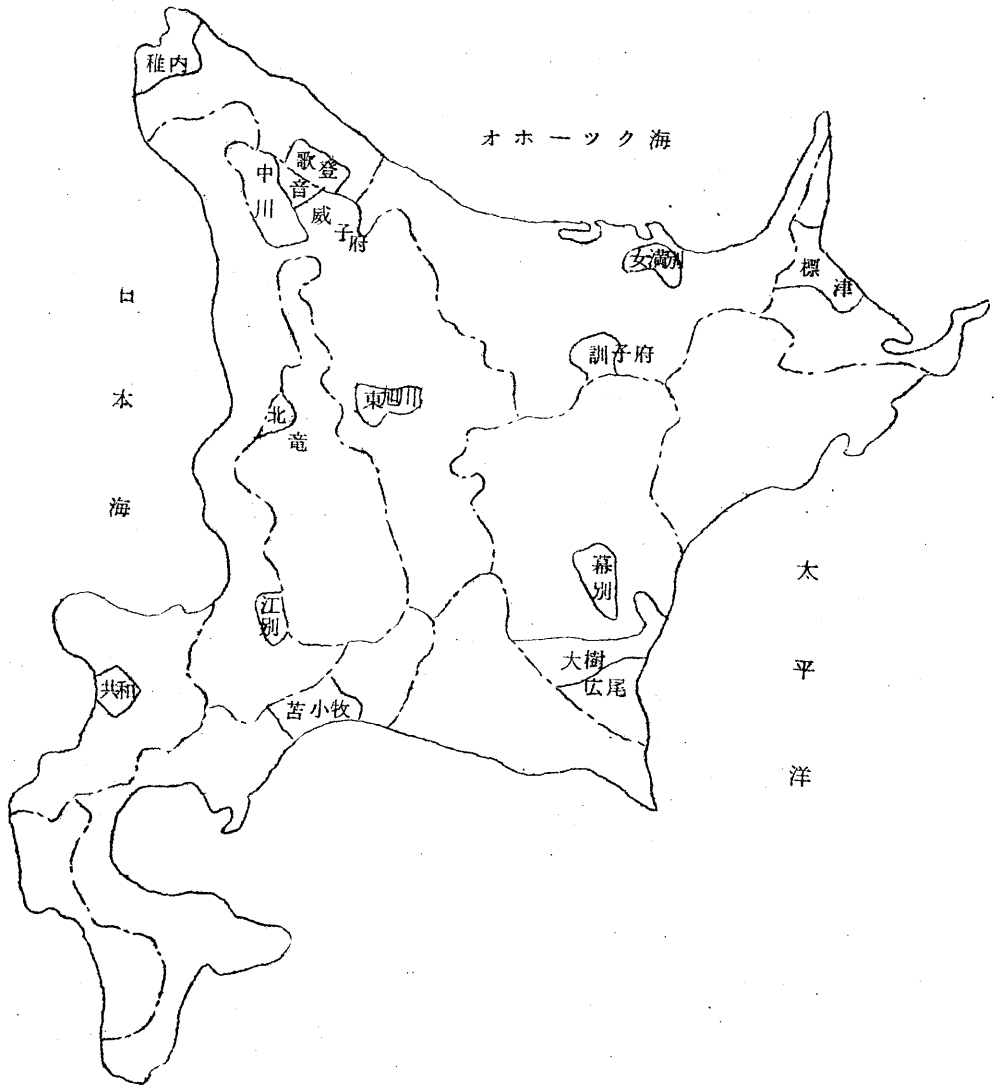 稚内
オホーツク海
歌登
中川
音威子府
女満別
標津
日本海
訓子府
東旭川
北竜
幕別
太平洋
江別
大樹
共和
広尾
苫小牧